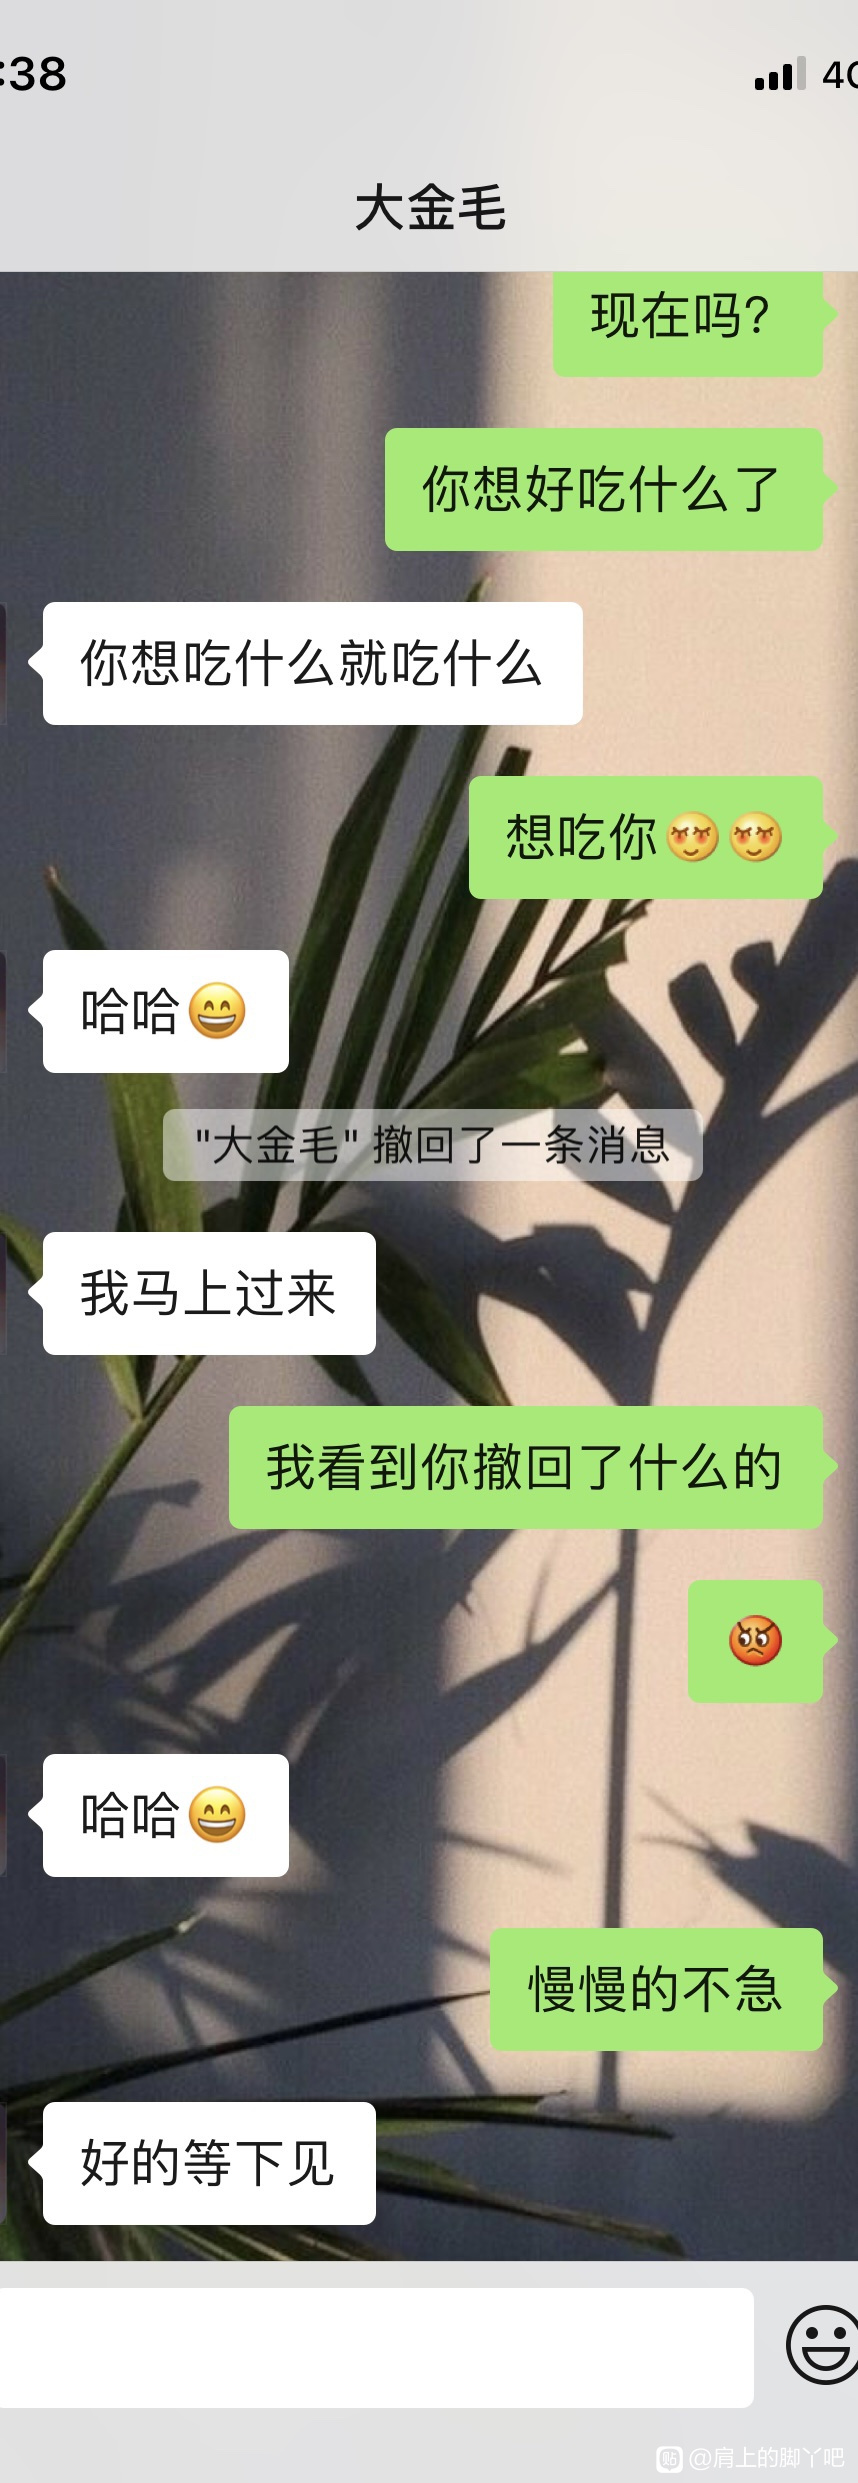 :38
4G
大金毛
现在吗?
你想好吃什么了
你想吃什么就吃什么
想吃你
哈哈
"大金毛" 撤回了一条消息
我马上过来
我看到你撤回了什么的
哈哈
慢慢的不急
好的等下见
贴 @肩上的脚丫吧